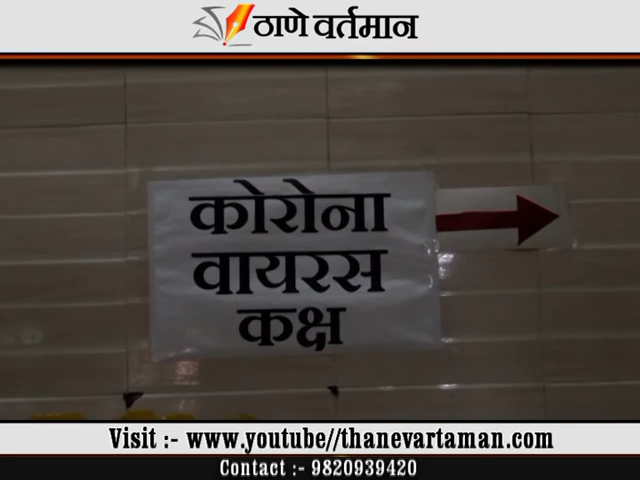 ठाणे वर्तमान
कोरोना
वायरस
कक्ष
Visit :- www.youtube//thanevartaman.com
Contact :- 9820939420